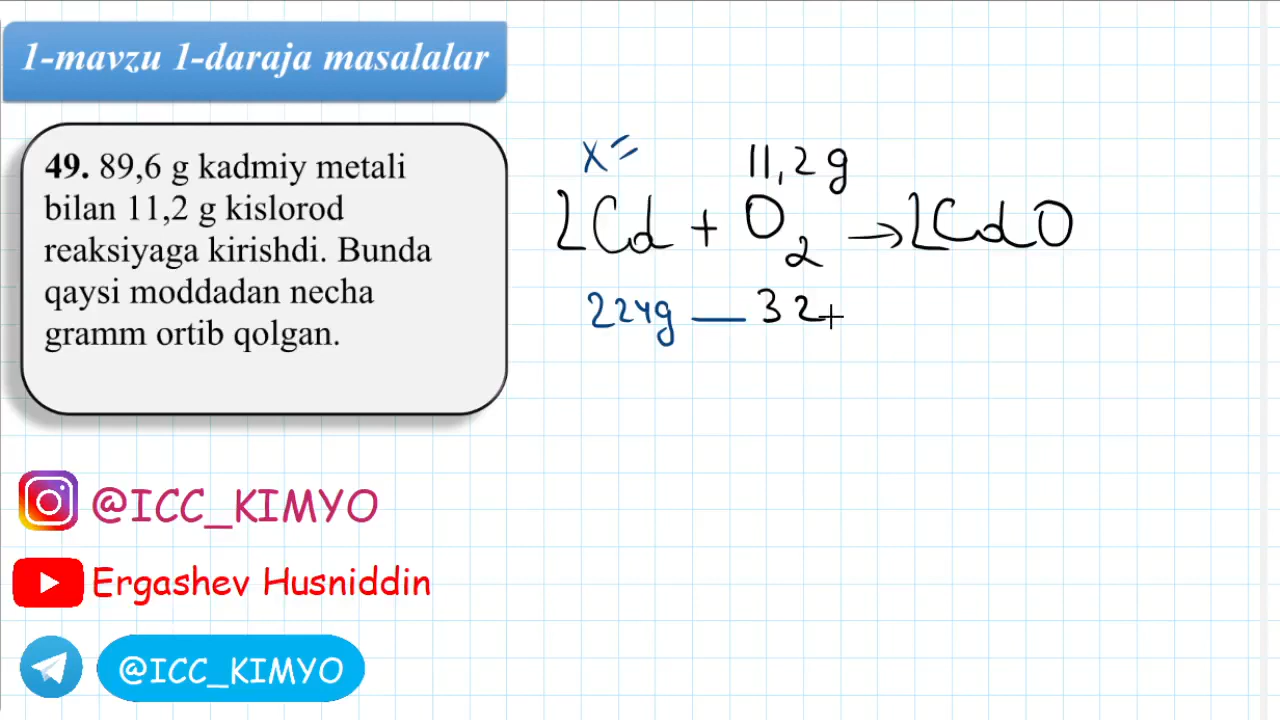 1-mavzu 1-daraja masalalar
49. 89,6 g kadmiy metali
bilan 11,2 g kislorod
reaksiyaga kirishdi. Bunda
qaysi moddadan necha
gramm ortib qolgan.
x= 11,2 g
2Cd + O₂ → 2CdO
224g — 32
@ICC_KIMYO
Ergashev Husniddin
@ICC_KIMYO